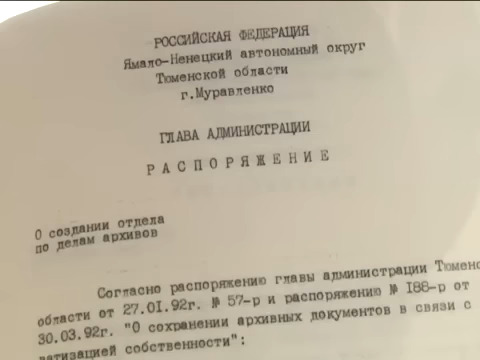 РОССИЙСКАЯ ФЕДЕРАЦИЯ
Ямало-Ненецкий автономный округ
Тюменской области
г.Муравленко
ГЛАВА АДМИНИСТРАЦИИ
РАСПОРЯЖЕНИЕ
О создании отдела
по делам архивов
Согласно распоряжению главы администрации Тюменс
области от 27.01.92г. № 57-р и распоряжению № 188-р от
30.03.92г. "О сохранении архивных документов в связи с
ватизацией собственности":